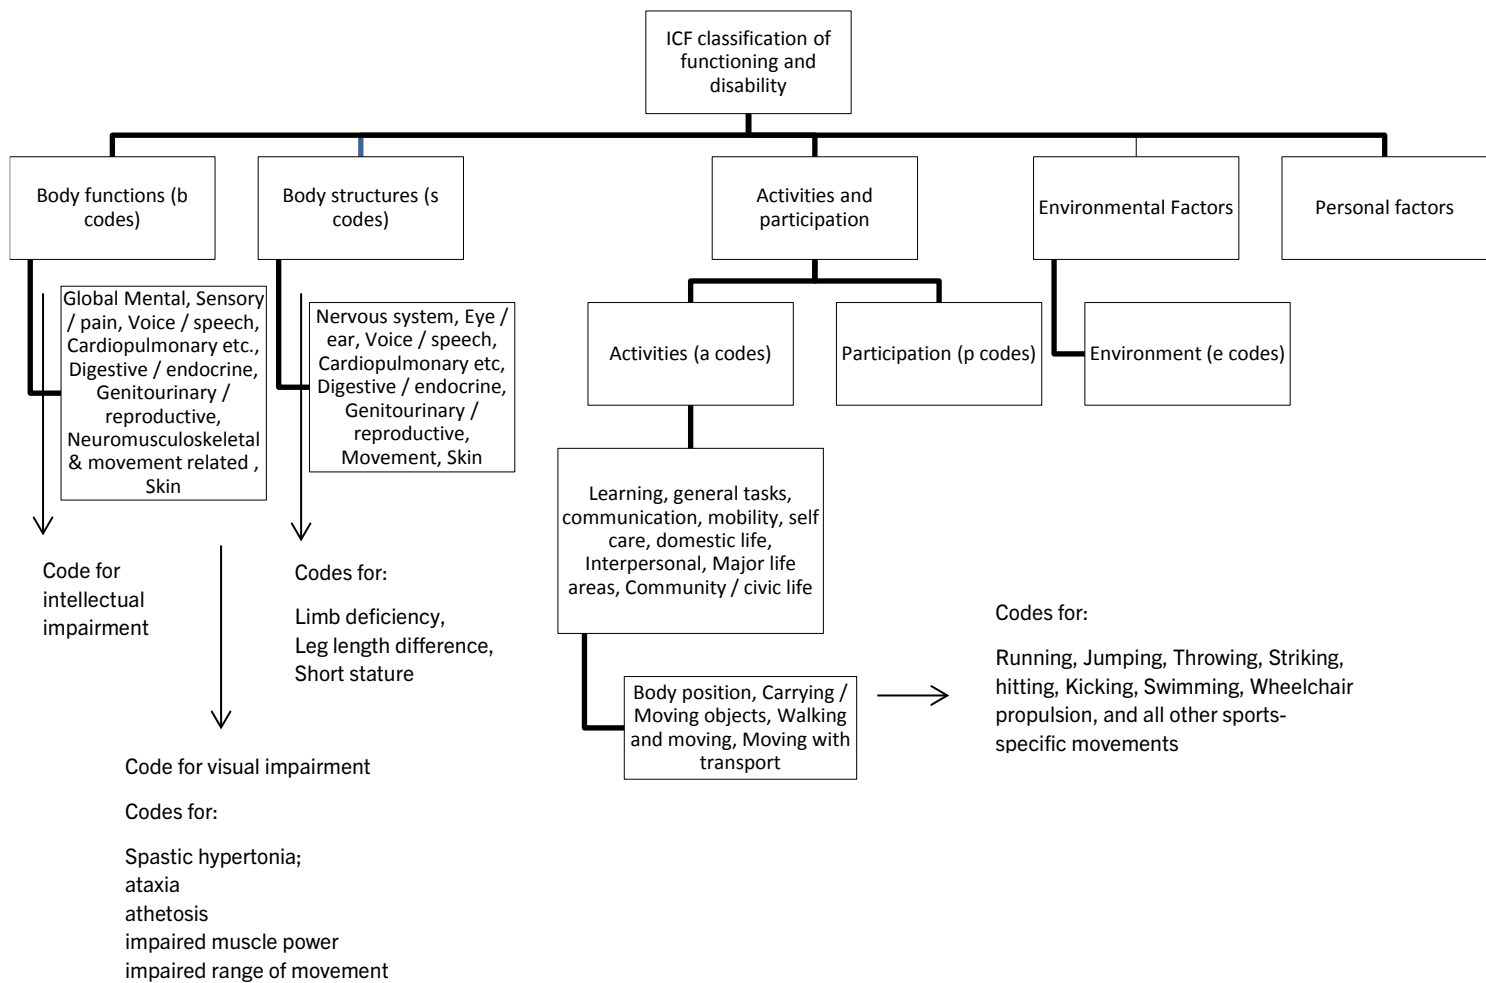 ICF classification of
functioning and
disability
Body functions (b
codes)
Body structures (s
codes)
Activities and
participation
Environmental Factors
Personal factors
Global Mental, Sensory
/ pain, Voice / speech,
Cardiopulmonary etc.,
Digestive / endocrine,
Genitourinary /
reproductive,
Neuromusculoskeletal
& movement related ,
Skin
Nervous system, Eye /
ear, Voice / speech,
Cardiopulmonary etc,
Digestive / endocrine,
Genitourinary /
reproductive,
Movement, Skin
Activities (a codes)
Participation (p codes)
Environment (e codes)
Learning, general tasks,
communication, mobility, self
care, domestic life,
Interpersonal, Major life
areas, Community / civic life
Code for
intellectual
impairment
Codes for:
Limb deficiency,
Leg length difference,
Short stature
Body position, Carrying /
Moving objects, Walking
and moving, Moving with
transport
Codes for:
Running, Jumping, Throwing, Striking,
hitting, Kicking, Swimming, Wheelchair
propulsion, and all other sports-
specific movements
Code for visual impairment
Codes for:
Spastic hypertonia;
ataxia
athetosis
impaired muscle power
impaired range of movement